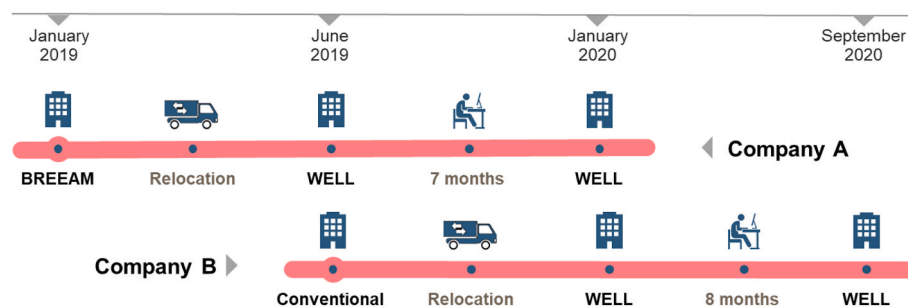 January
2019
June
2019
January
2020
September
2020
Company A
BREEAM
Relocation
WELL
7 months
WELL
Company B
Conventional
Relocation
WELL
8 months
WELL